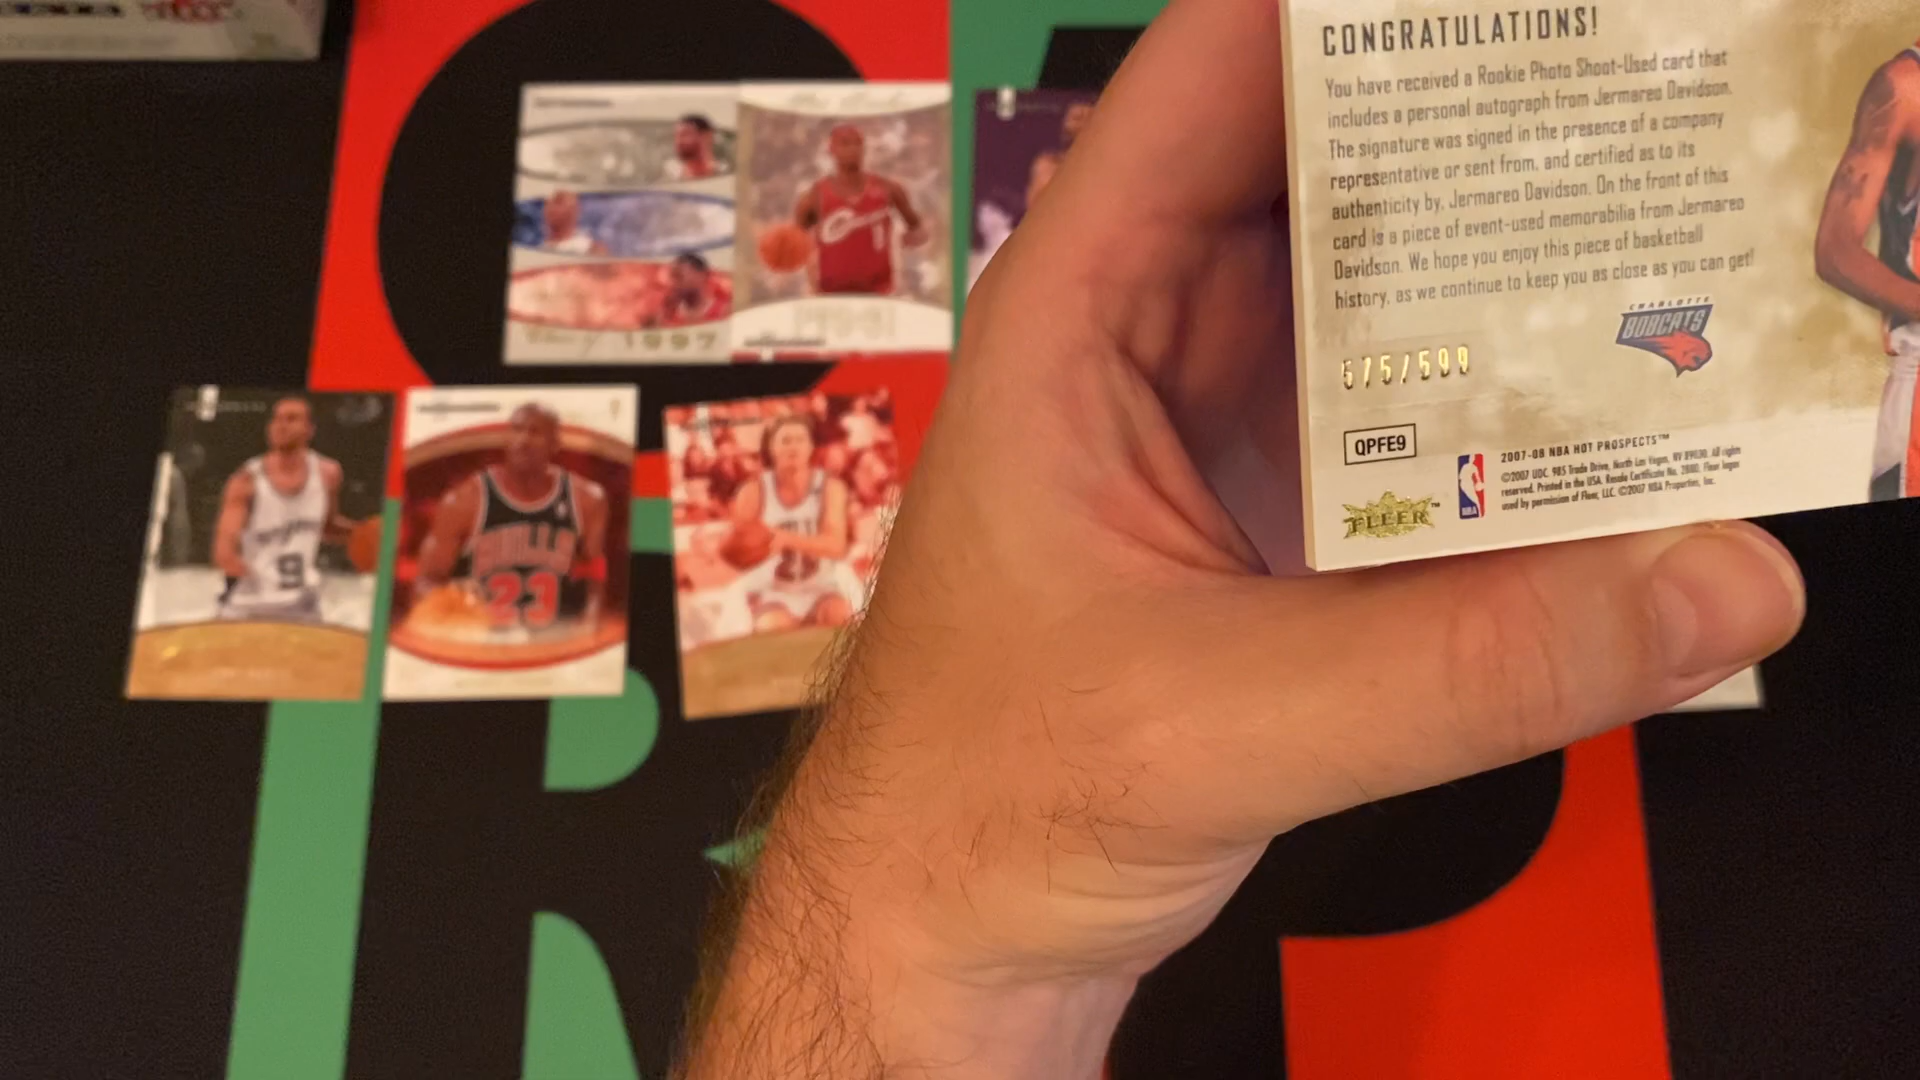 CONGRATULATIONS!
You have received a Rookie Photo Shoot-Used card that
includes a personal autograph from Jermareo Davidson.
The signature was signed in the presence of a company
representative or sent from, and certified as to its
authenticity by, Jermareo Davidson. On the front of this
card is a piece of event-used memorabilia from Jermareo
Davidson. We hope you enjoy this piece of basketball
history, as we continue to keep you as close as you can get!
CHARLOTTE
BOBCATS
575/599
QPFE9
2007-08 NBA HOT PROSPECTS™
©2007 UDC. 985 Trade Drive, North Las Vegas, NV 89030. All rights
reserved. Printed in the USA. Resale Certificate No. 2880. Fleer logos
used by permission of Fleer, LLC. ©2007 NBA Properties, Inc.
FLEER™
NBA
1997
1
9
BULLS
23